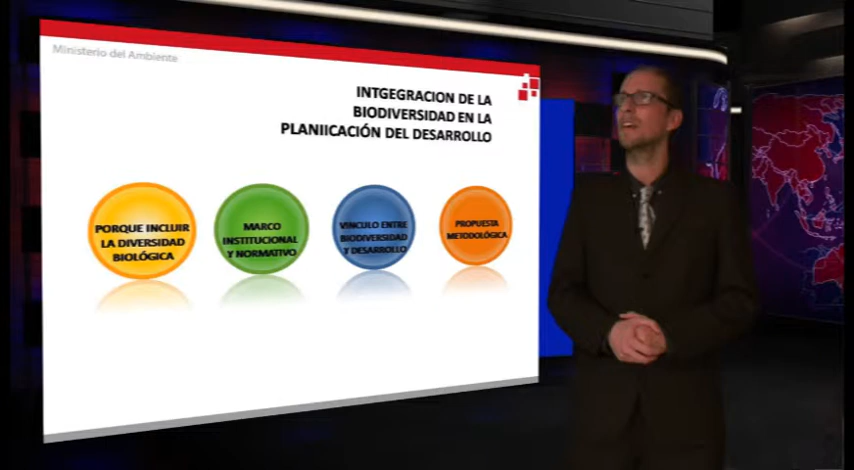 Ministerio del Ambiente
INTGEGRACION DE LA
BIODIVERSIDAD EN LA
PLANIICACIÓN DEL DESARROLLO
PORQUE INCLUIR
LA DIVERSIDAD
BIOLÓGICA
MARCO
INSTITUCIONAL
Y NORMATIVO
VINCULO ENTRE
BIODIVERSIDAD
Y DESARROLLO
PROPUESTA
METODOLÓGICA